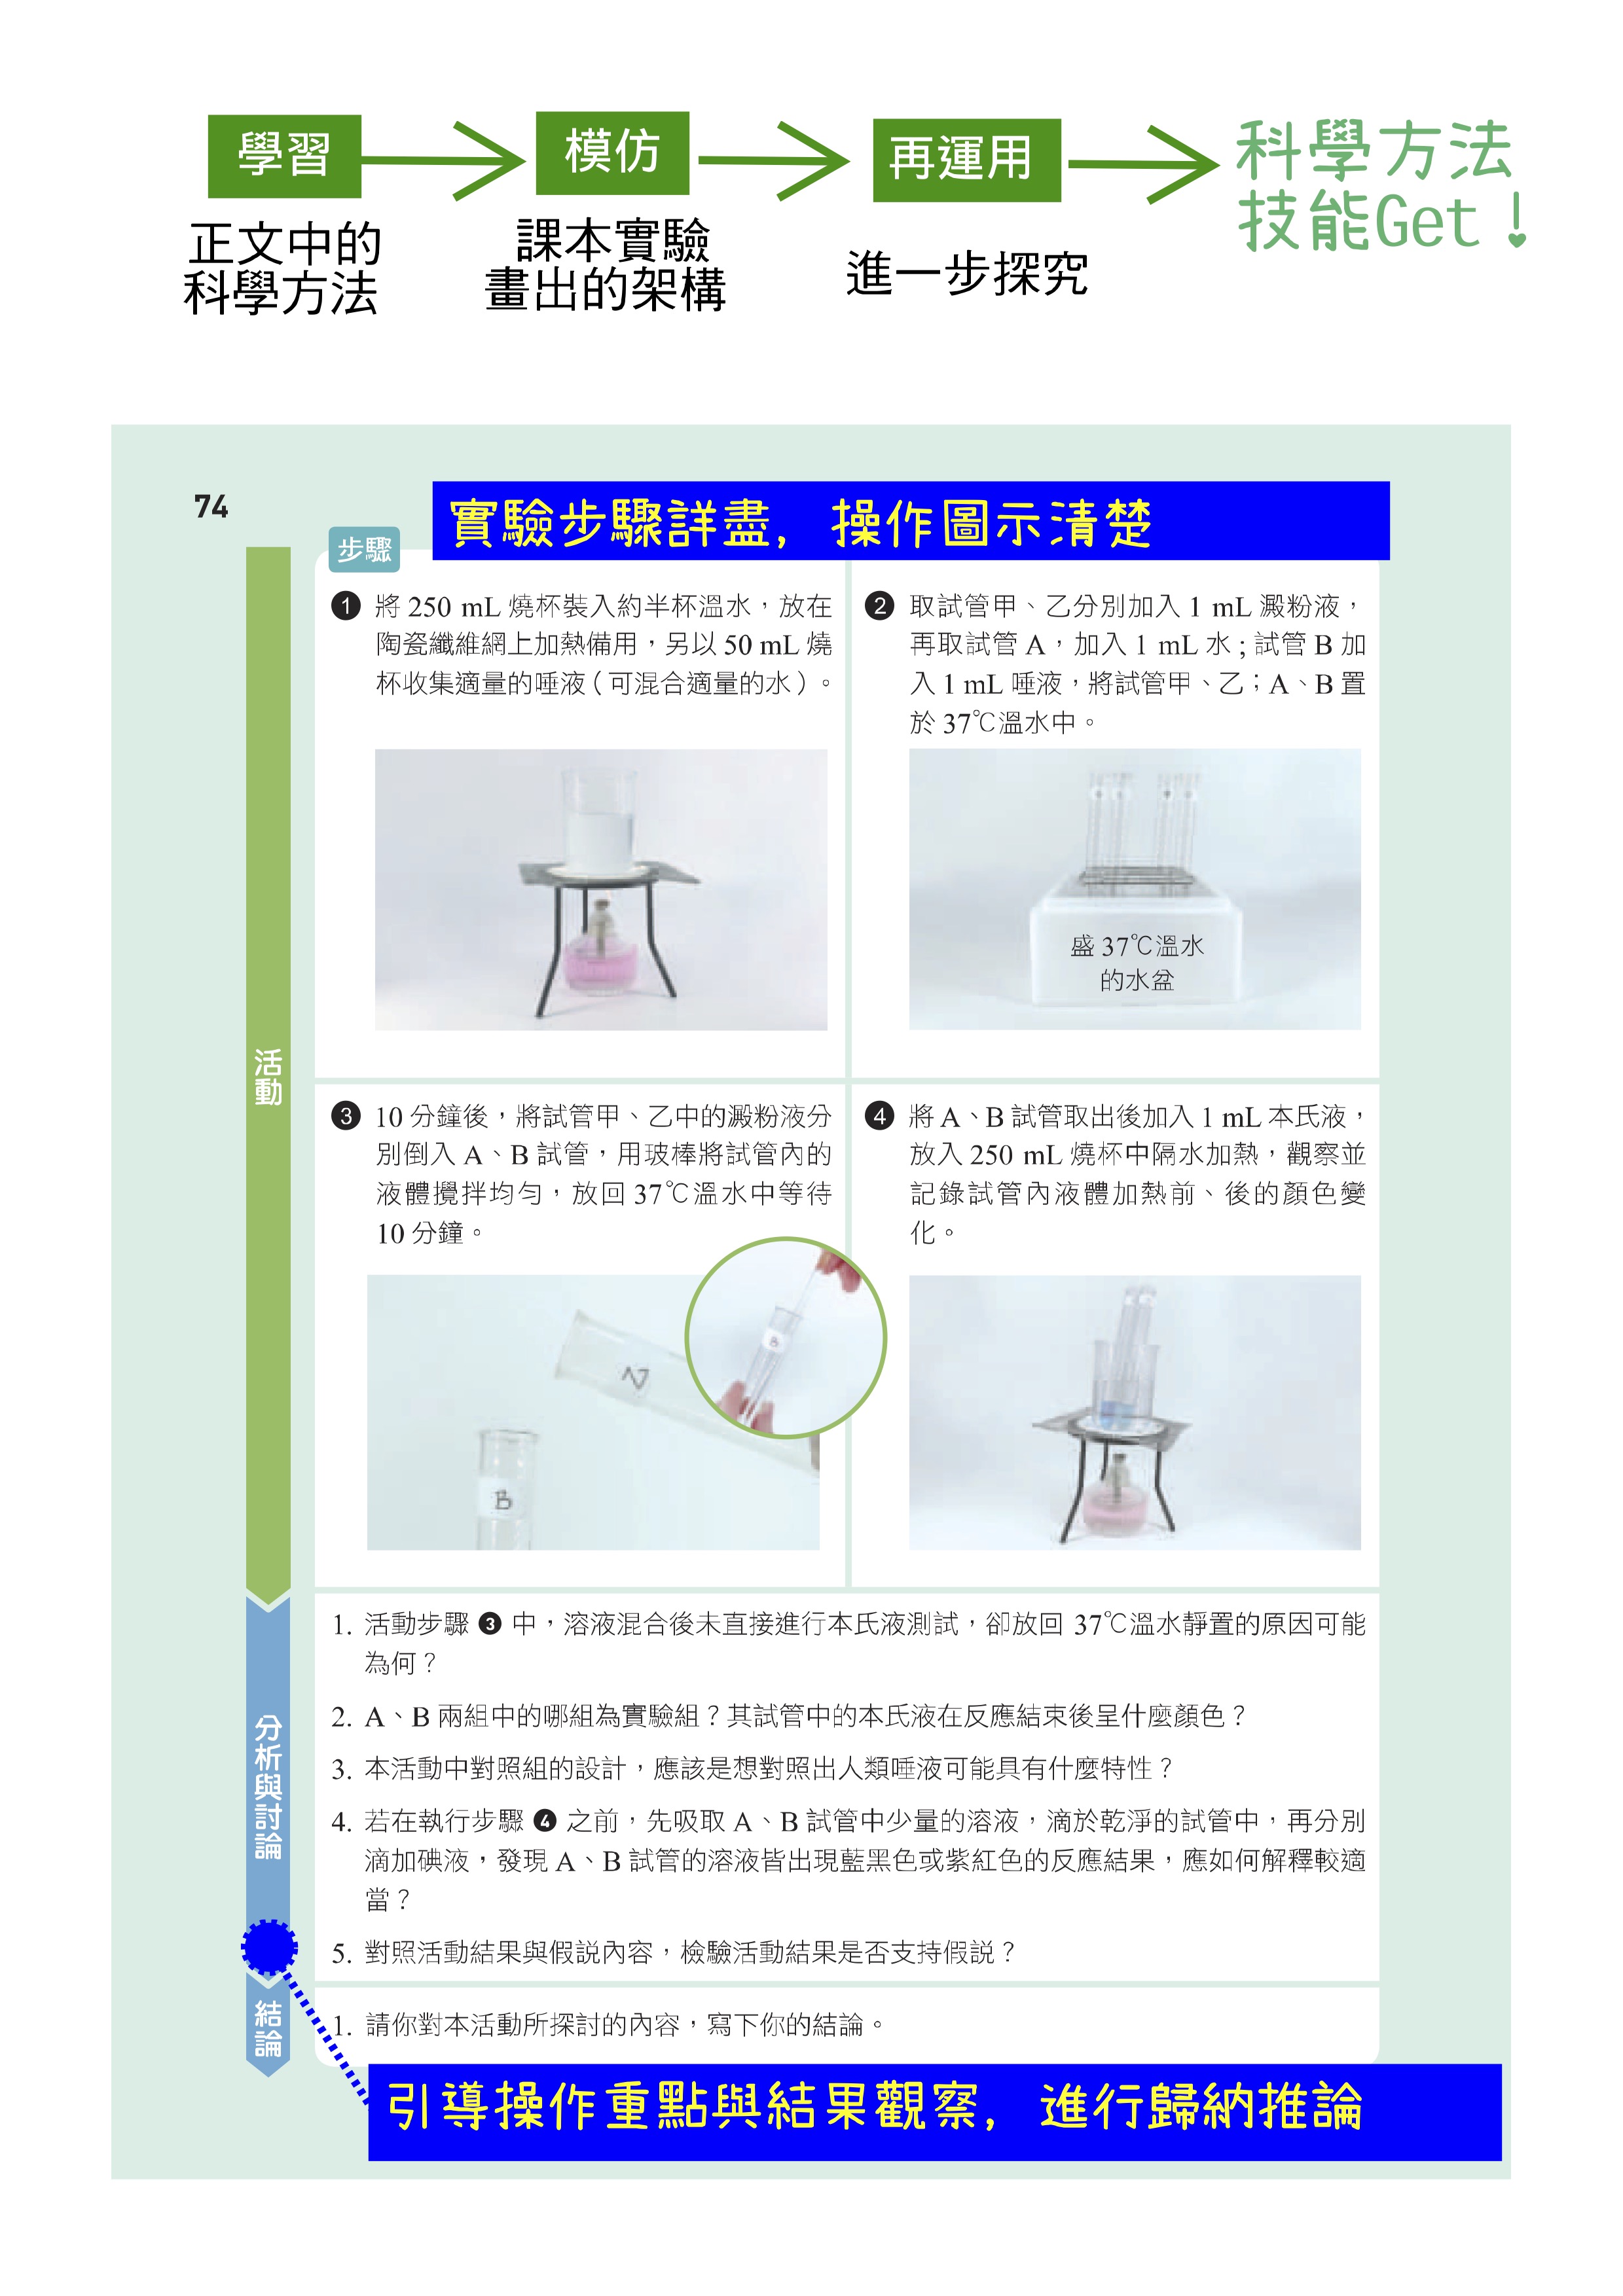 學習
模仿
再運用
科學方法
技能Get!
正文中的
科學方法
課本實驗
畫出的架構
進一步探究
74
實驗步驟詳盡, 操作圖示清楚
步驟
活動
1 將 250 mL 燒杯裝入約半杯溫水，放在
陶瓷纖維網上加熱備用，另以 50 mL 燒
杯收集適量的唾液（可混合適量的水）。
2 取試管甲、乙分別加入 1 mL 澱粉液，
再取試管 A，加入 1 mL 水；試管 B 加
入 1 mL 唾液，將試管甲、乙；A、B 置
於 37℃溫水中。
盛 37℃溫水
的水盆
3 10 分鐘後，將試管甲、乙中的澱粉液分
別倒入 A、B 試管，用玻棒將試管內的
液體攪拌均勻，放回 37℃溫水中等待
10 分鐘。
乙
B
B
4 將 A、B 試管取出後加入 1 mL 本氏液，
放入 250 mL 燒杯中隔水加熱，觀察並
記錄試管內液體加熱前、後的顏色變
化。
分析與討論
1. 活動步驟 3 中，溶液混合後未直接進行本氏液測試，卻放回 37℃溫水靜置的原因可能
為何？
2. A、B 兩組中的哪組為實驗組？其試管中的本氏液在反應結束後呈什麼顏色？
3. 本活動中對照組的設計，應該是想對照出人類唾液可能具有什麼特性？
4. 若在執行步驟 4 之前，先吸取 A、B 試管中少量的溶液，滴於乾淨的試管中，再分別
滴加碘液，發現 A、B 試管的溶液皆出現藍黑色或紫紅色的反應結果，應如何解釋較適
當？
5. 對照活動結果與假說內容，檢驗活動結果是否支持假說？
結論
1. 請你對本活動所探討的內容，寫下你的結論。
引導操作重點與結果觀察, 進行歸納推論